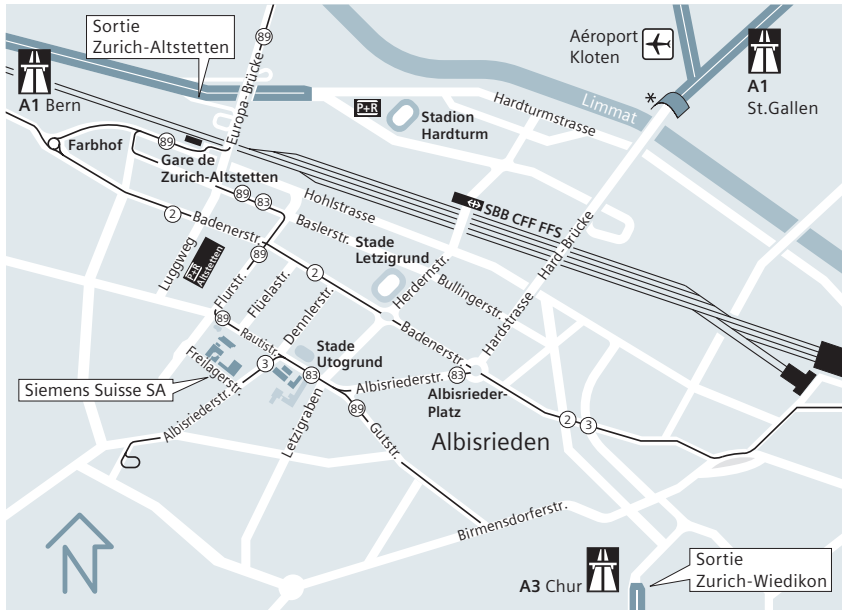 89
Sortie
Zurich-Altstetten
Aéroport
Kloten
A1 Bern
Europa-Brücke
A1
St.Gallen
P+R
Stadion
Hardturm
Hardturmstrasse
Limmat
*
Farbhof
89
Gare de
Zurich-Altstetten
89
83
Hohlstrasse
SBB CFF FFS
2
Badenerstr.
Baslerstr.
Stade
Letzigrund
Hard-Brücke
Luggweg
P+R
Altstetten
89
Flurstr.
Flüelastr.
2
Dennlerstr.
Herdernstr.
Bullingerstr.
Hardstrasse
89
Rautistr.
Badenerstr.
Freilagerstr.
3
Stade
Utogrund
83
Siemens Suisse SA
Albisriederstr.
83
Albisrieder-
Platz
Albisriederstr.
Letzigraben
89
Gutstr.
2
3
Albisrieden
Birmensdorferstr.
N
A3 Chur
Sortie
Zurich-Wiedikon